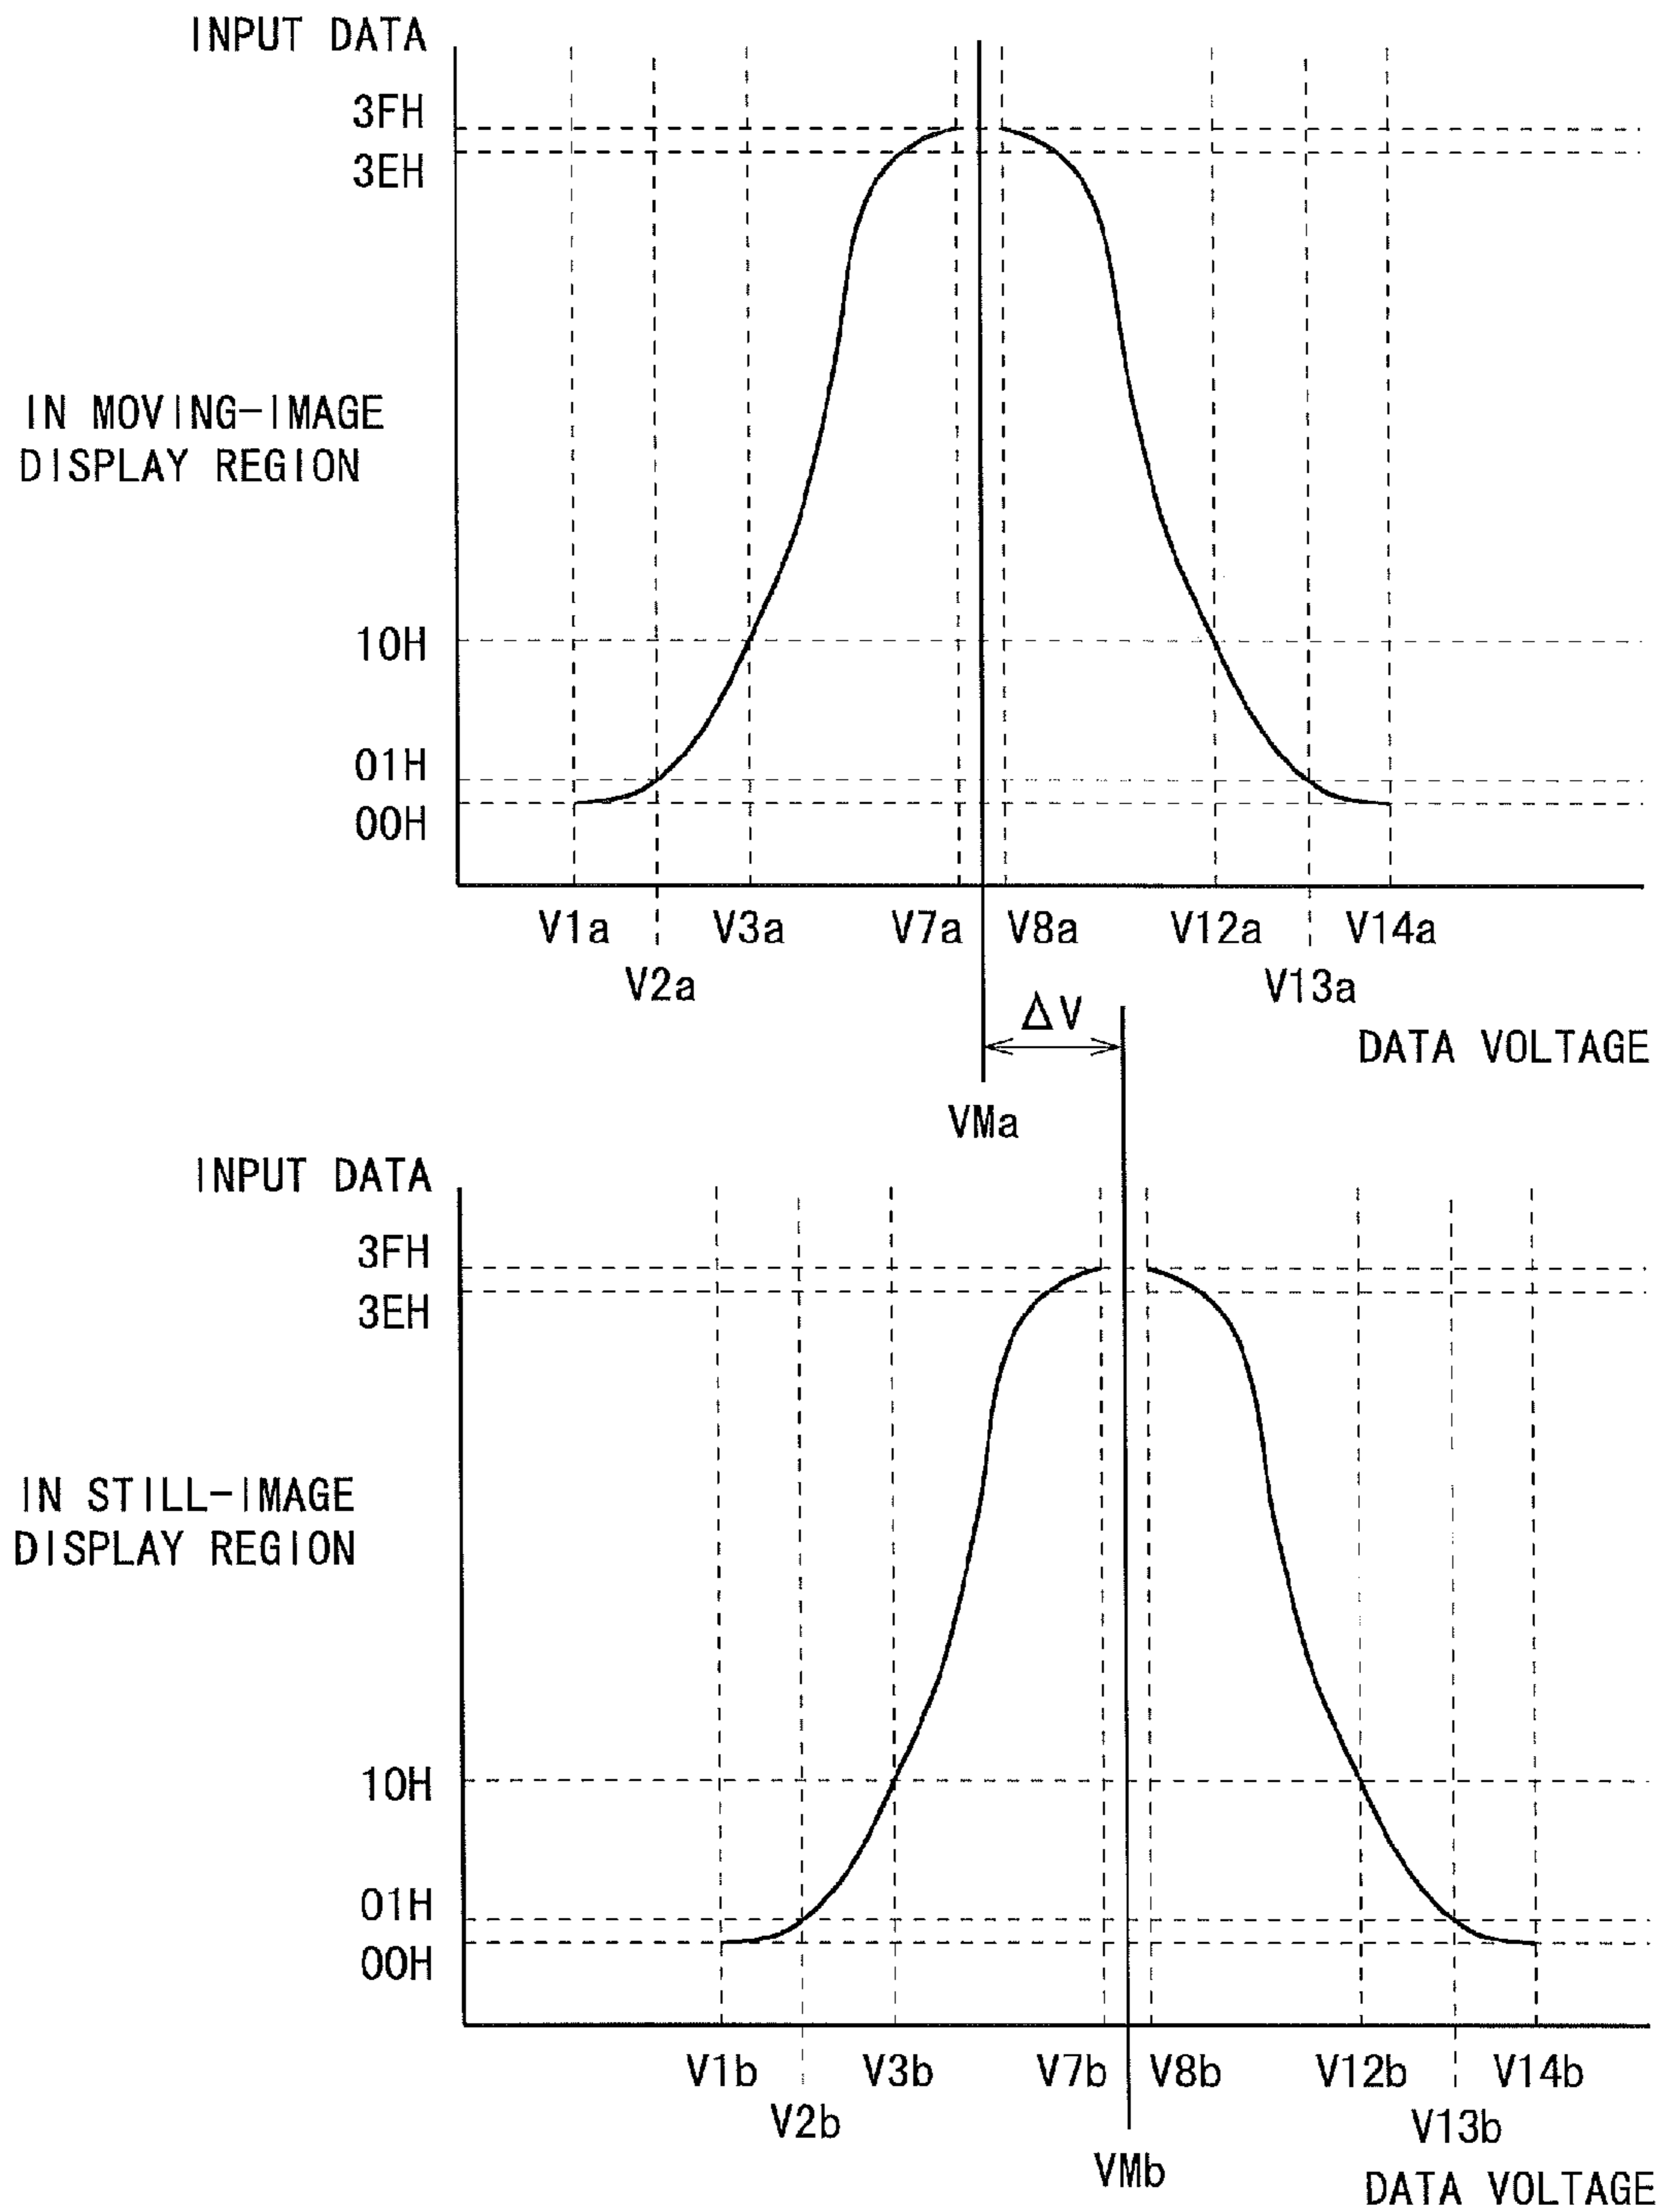 INPUT DATA
3FH
3EH
IN MOVING-IMAGE
DISPLAY REGION
10H
01H
00H
V1a V3a V7a V8a V12a V14a
V2a V13a
ΔV
DATA VOLTAGE
VMa
INPUT DATA
3FH
3EH
IN STILL-IMAGE
DISPLAY REGION
10H
01H
00H
V1b V3b V7b V8b V12b V14b
V2b V13b
VMb
DATA VOLTAGE